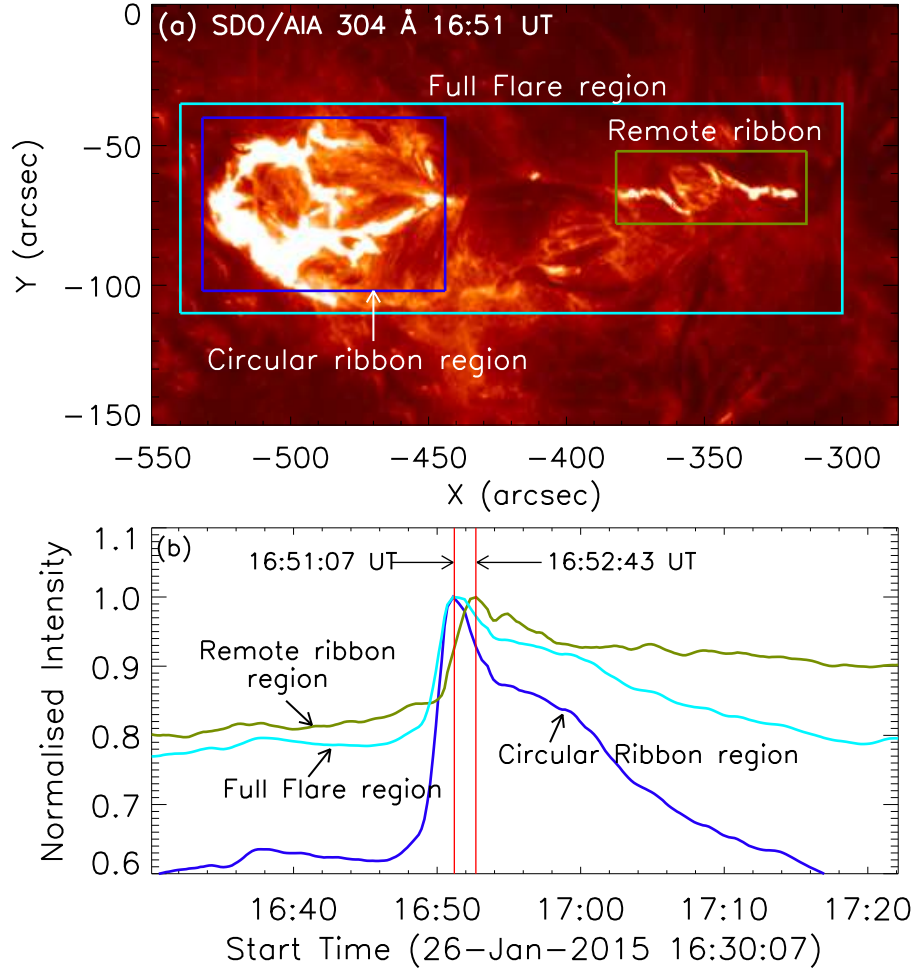 (a) SDO/AIA 304 Å 16:51 UT
Full Flare region
Remote ribbon
Circular ribbon region
0
−50
−100
−150
Y (arcsec)
−550 −500 −450 −400 −350 −300
X (arcsec)
(b)
16:51:07 UT
16:52:43 UT
Remote ribbon
region
Full Flare region
Circular Ribbon region
1.1
1.0
0.9
0.8
0.7
0.6
Normalised Intensity
16:40 16:50 17:00 17:10 17:20
Start Time (26−Jan−2015 16:30:07)